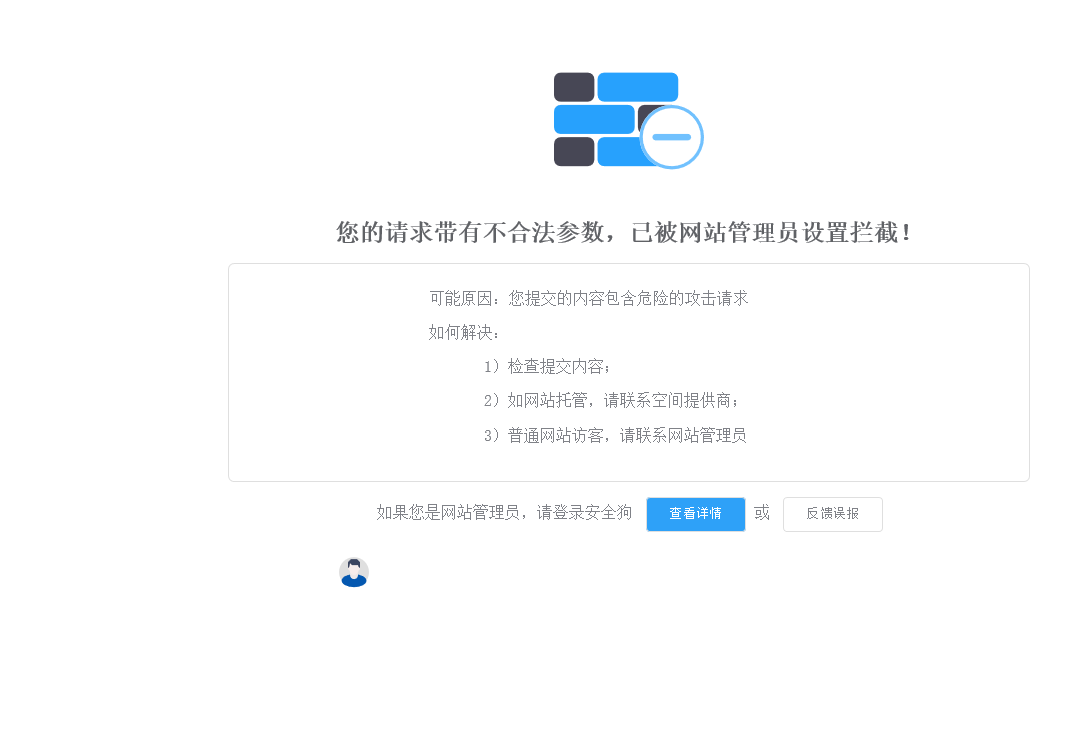 您的请求带有不合法参数，已被网站管理员设置拦截！
可能原因：您提交的内容包含危险的攻击请求
如何解决：
1）检查提交内容；
2）如网站托管，请联系空间提供商；
3）普通网站访客，请联系网站管理员
如果您是网站管理员，请登录安全狗 查看详情 或 反馈误报